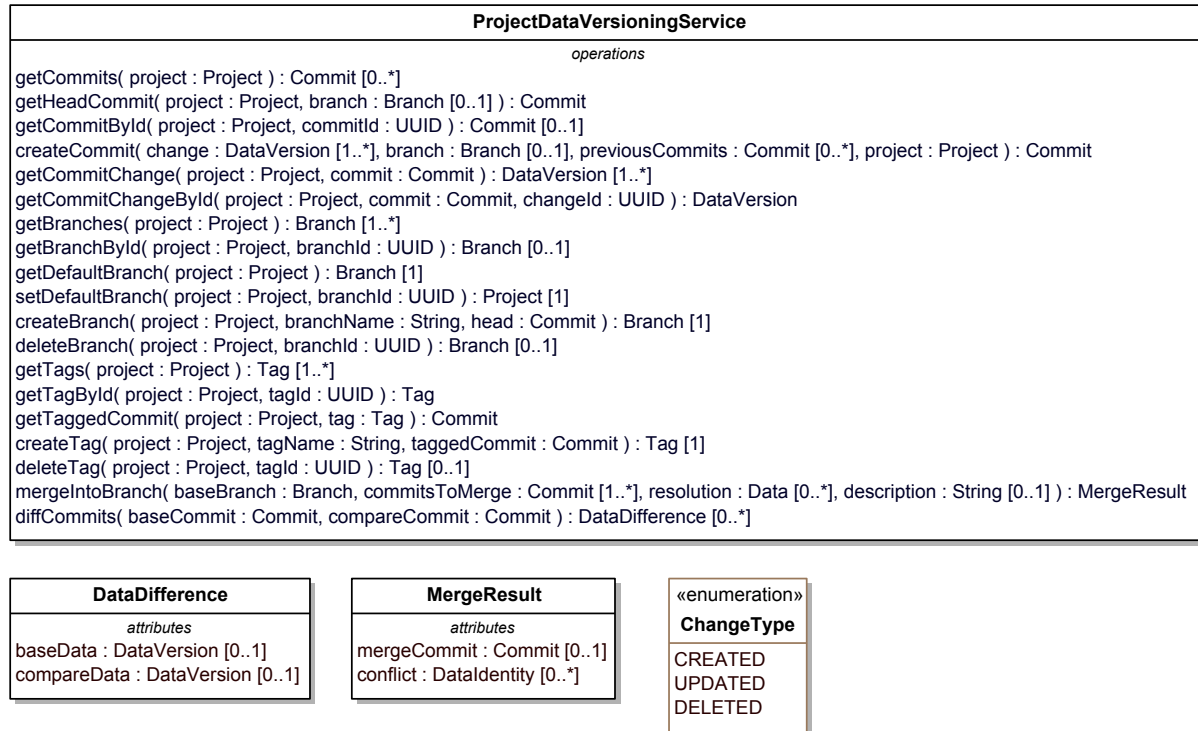 ProjectDataVersioningService
operations
getCommits( project : Project ) : Commit [0..*]
getHeadCommit( project : Project, branch : Branch [0..1] ) : Commit
getCommitById( project : Project, commitId : UUID ) : Commit [0..1]
createCommit( change : DataVersion [1..*], branch : Branch [0..1], previousCommits : Commit [0..*], project : Project ) : Commit
getCommitChange( project : Project, commit : Commit ) : DataVersion [1..*]
getCommitChangeById( project : Project, commit : Commit, changeId : UUID ) : DataVersion
getBranches( project : Project ) : Branch [1..*]
getBranchById( project : Project, branchId : UUID ) : Branch [0..1]
getDefaultBranch( project : Project ) : Branch [1]
setDefaultBranch( project : Project, branchId : UUID ) : Project [1]
createBranch( project : Project, branchName : String, head : Commit ) : Branch [1]
deleteBranch( project : Project, branchId : UUID ) : Branch [0..1]
getTags( project : Project ) : Tag [1..*]
getTagById( project : Project, tagId : UUID ) : Tag
getTaggedCommit( project : Project, tag : Tag ) : Commit
createTag( project : Project, tagName : String, taggedCommit : Commit ) : Tag [1]
deleteTag( project : Project, tagId : UUID ) : Tag [0..1]
mergeIntoBranch( baseBranch : Branch, commitsToMerge : Commit [1..*], resolution : Data [0..*], description : String [0..1] ) : MergeResult
diffCommits( baseCommit : Commit, compareCommit : Commit ) : DataDifference [0..*]
DataDifference
attributes
baseData : DataVersion [0..1]
compareData : DataVersion [0..1]
MergeResult
attributes
mergeCommit : Commit [0..1]
conflict : DataIdentity [0..*]
«enumeration»
ChangeType
CREATED
UPDATED
DELETED